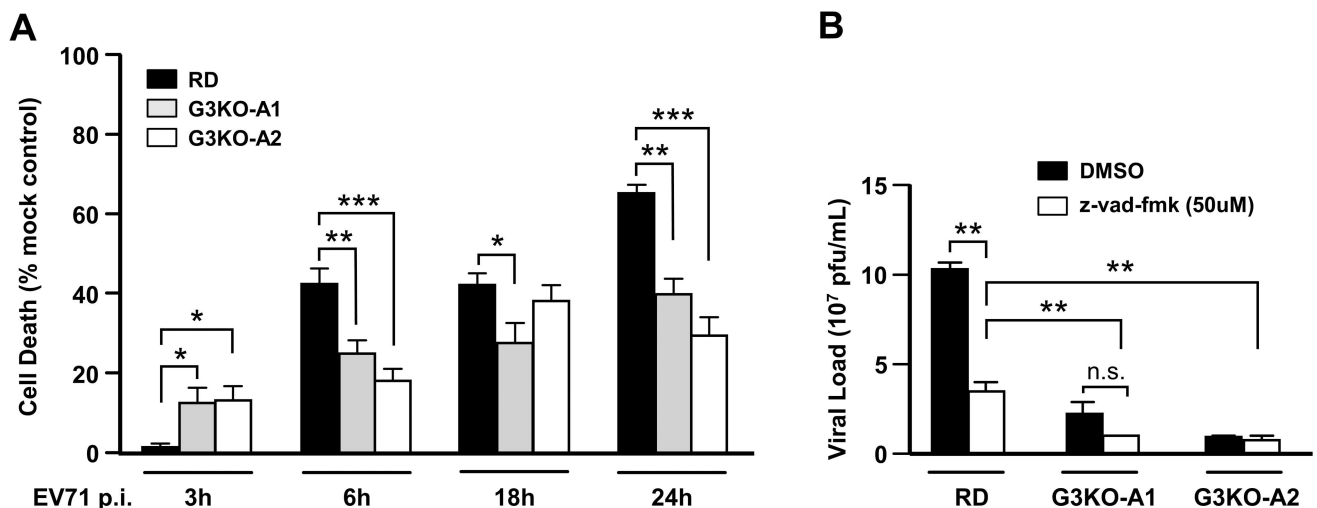 A
Cell Death (% mock control)
100
80
60
40
20
0
RD
G3KO-A1
G3KO-A2
*
*
**
***
*
**
***
EV71 p.i. 3h 6h 18h 24h
B
Viral Load (10⁷ pfu/mL)
15
10
5
0
DMSO
z-vad-fmk (50uM)
**
**
**
n.s.
RD G3KO-A1 G3KO-A2